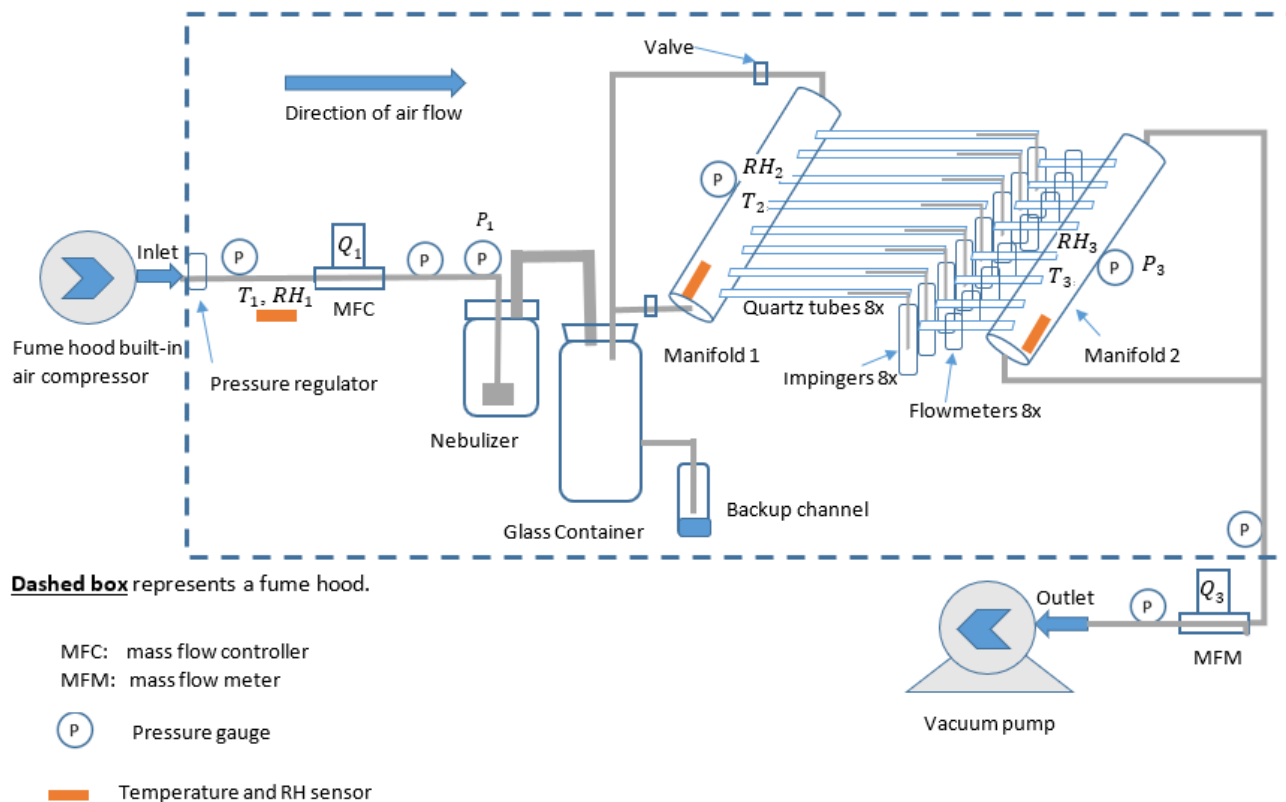 Valve
Direction of air flow
RH₂
P
T₂
P₁
Q₁
Inlet
P
P
P
RH₃
P
P₃
T₃
T₁, RH₁
MFC
Quartz tubes 8x
Fume hood built-in
air compressor
Pressure regulator
Manifold 1
Manifold 2
Impingers 8x
Flowmeters 8x
Nebulizer
Backup channel
Glass Container
P
Dashed box represents a fume hood.
Q₃
Outlet
P
MFC: mass flow controller
MFM: mass flow meter
MFM
P
Pressure gauge
Vacuum pump
Temperature and RH sensor